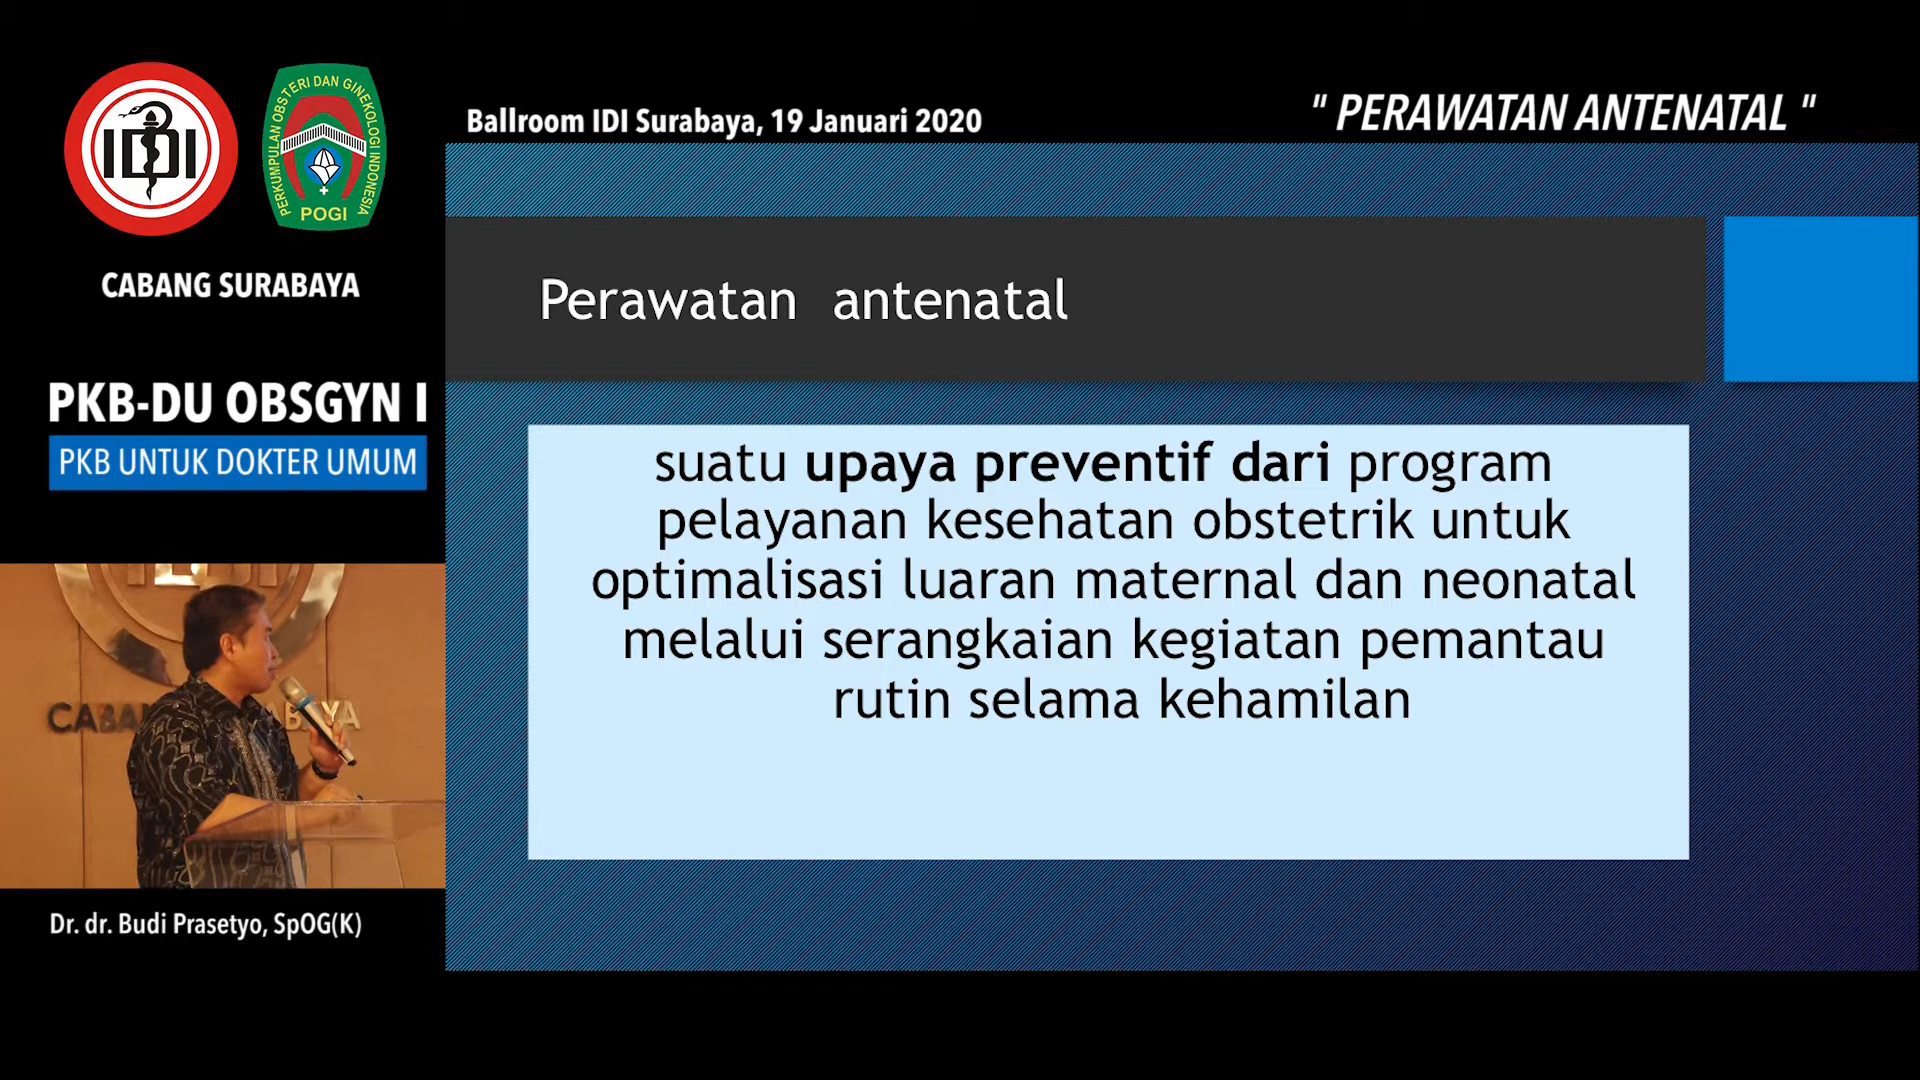 IDI
PERKUMPULAN OBSTERI DAN GINEKOLOGI INDONESIA
POGI
CABANG SURABAYA
Ballroom IDI Surabaya, 19 Januari 2020
" PERAWATAN ANTENATAL "
PKB-DU OBSGYN I
PKB UNTUK DOKTER UMUM
Perawatan antenatal
suatu upaya preventif dari program
pelayanan kesehatan obstetrik untuk
optimalisasi luaran maternal dan neonatal
melalui serangkaian kegiatan pemantau
rutin selama kehamilan
Dr. dr. Budi Prasetyo, SpOG(K)